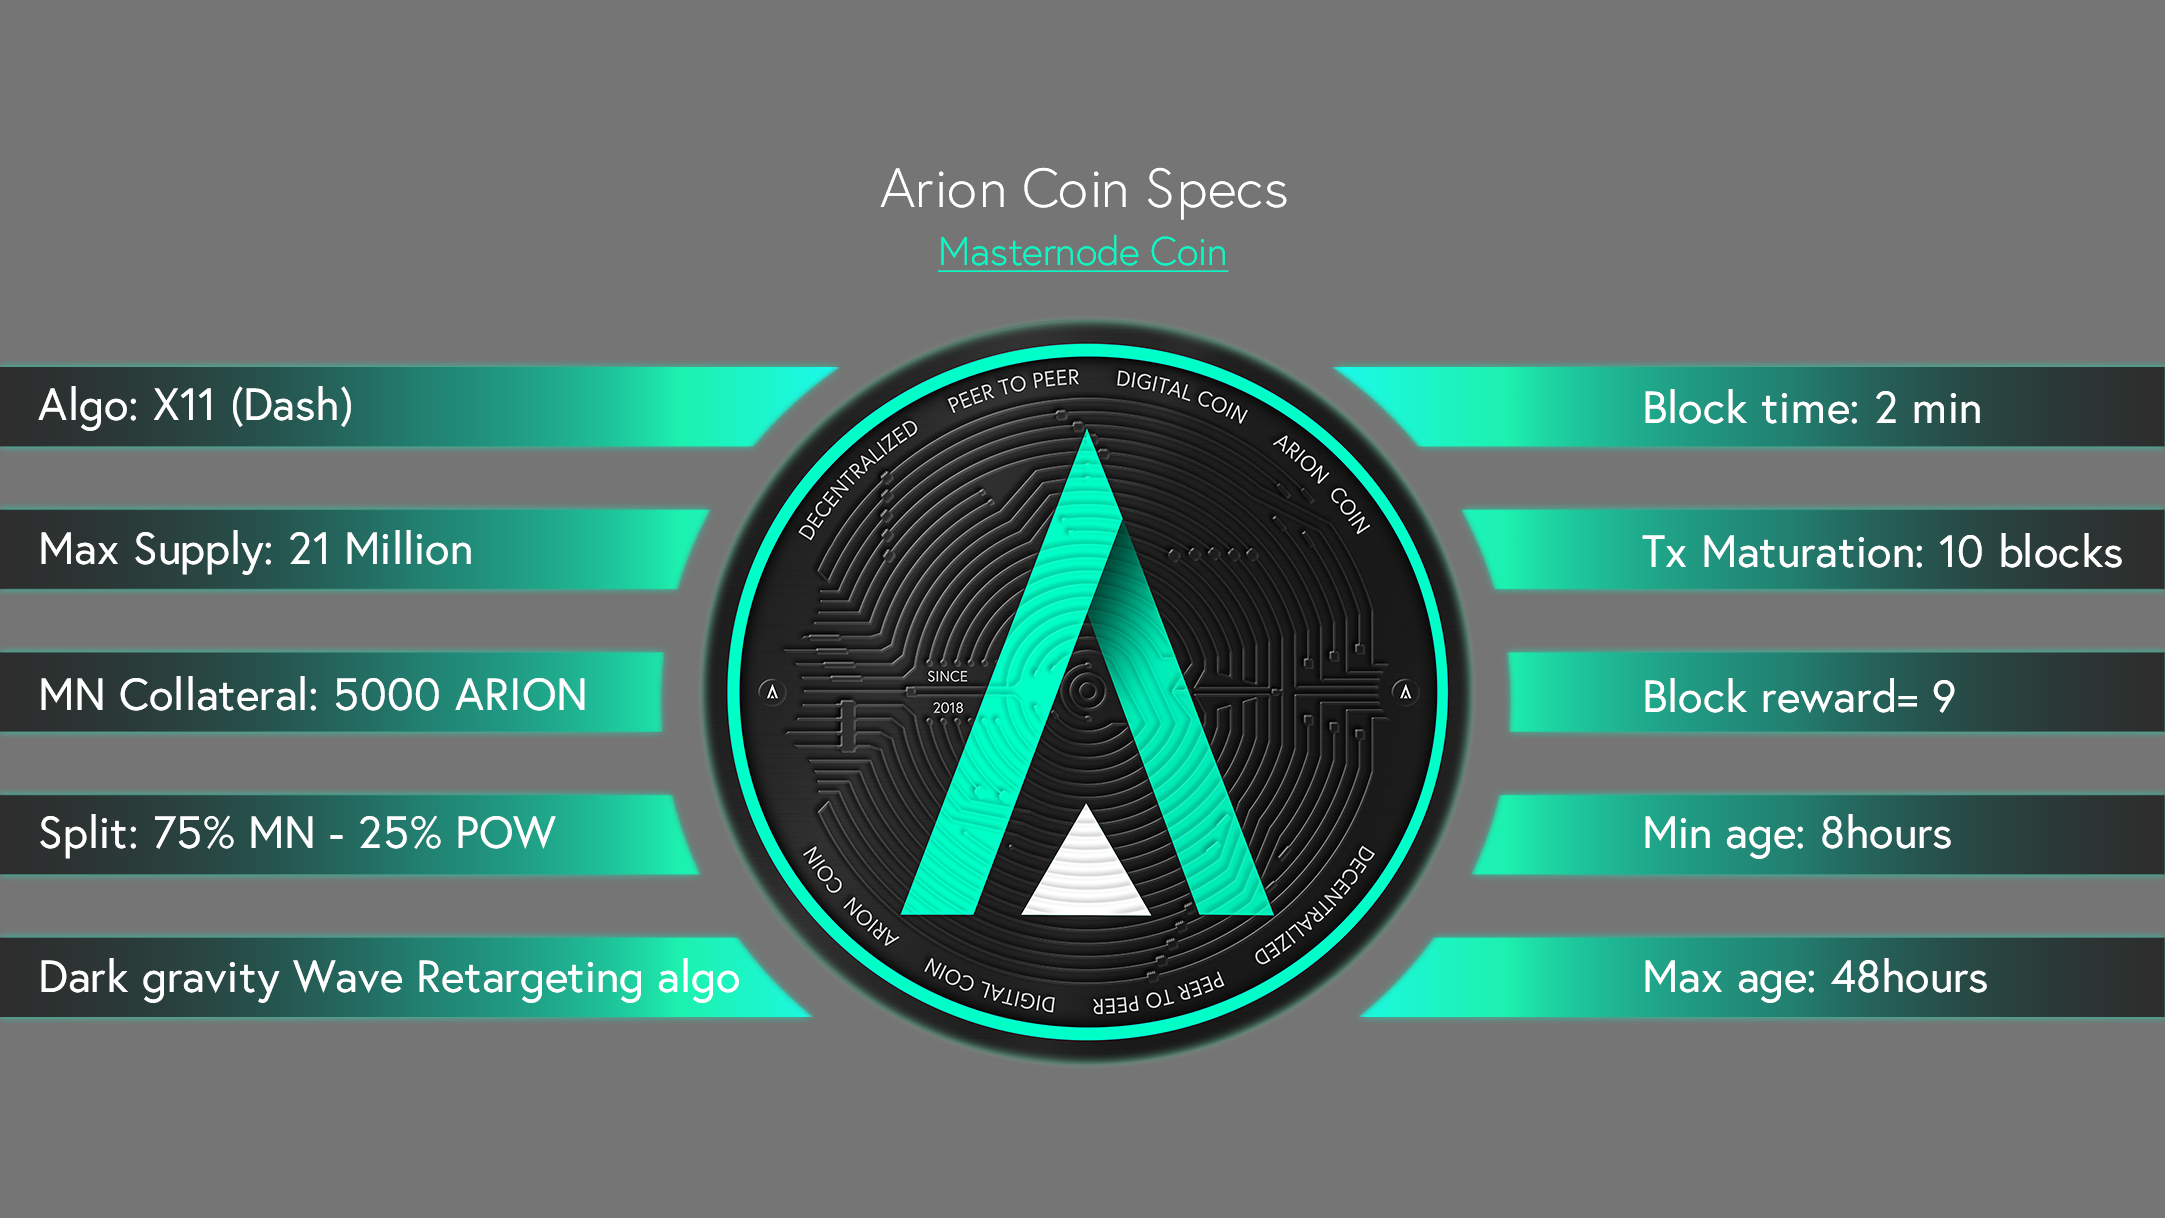 Arion Coin Specs
Masternode Coin
Algo: X11 (Dash)
Max Supply: 21 Million
MN Collateral: 5000 ARION
Split: 75% MN - 25% POW
Dark gravity Wave Retargeting algo
DECENTRALIZED
PEER TO PEER
DIGITAL COIN
ARION COIN
SINCE
2018
DECENTRALIZED
PEER TO PEER
DIGITAL COIN
ARION COIN
Block time: 2 min
Tx Maturation: 10 blocks
Block reward= 9
Min age: 8hours
Max age: 48hours